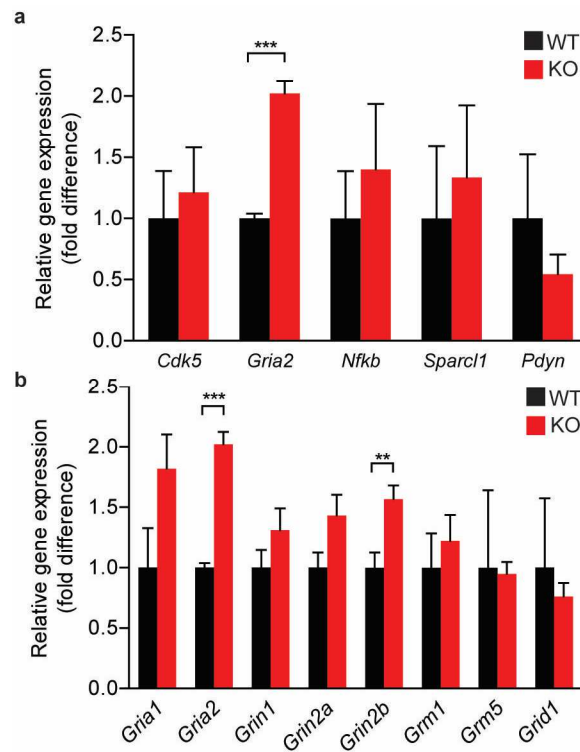 a
WT
KO
***
2.5
2.0
1.5
1.0
0.5
0.0
Relative gene expression
(fold difference)
Cdk5 Gria2 Nfkb Sparcl1 Pdyn
b
WT
KO
***
**
2.5
2.0
1.5
1.0
0.5
0.0
Relative gene expression
(fold difference)
Gria1 Gria2 Grin1 Grin2a Grin2b Grm1 Grm5 Grid1